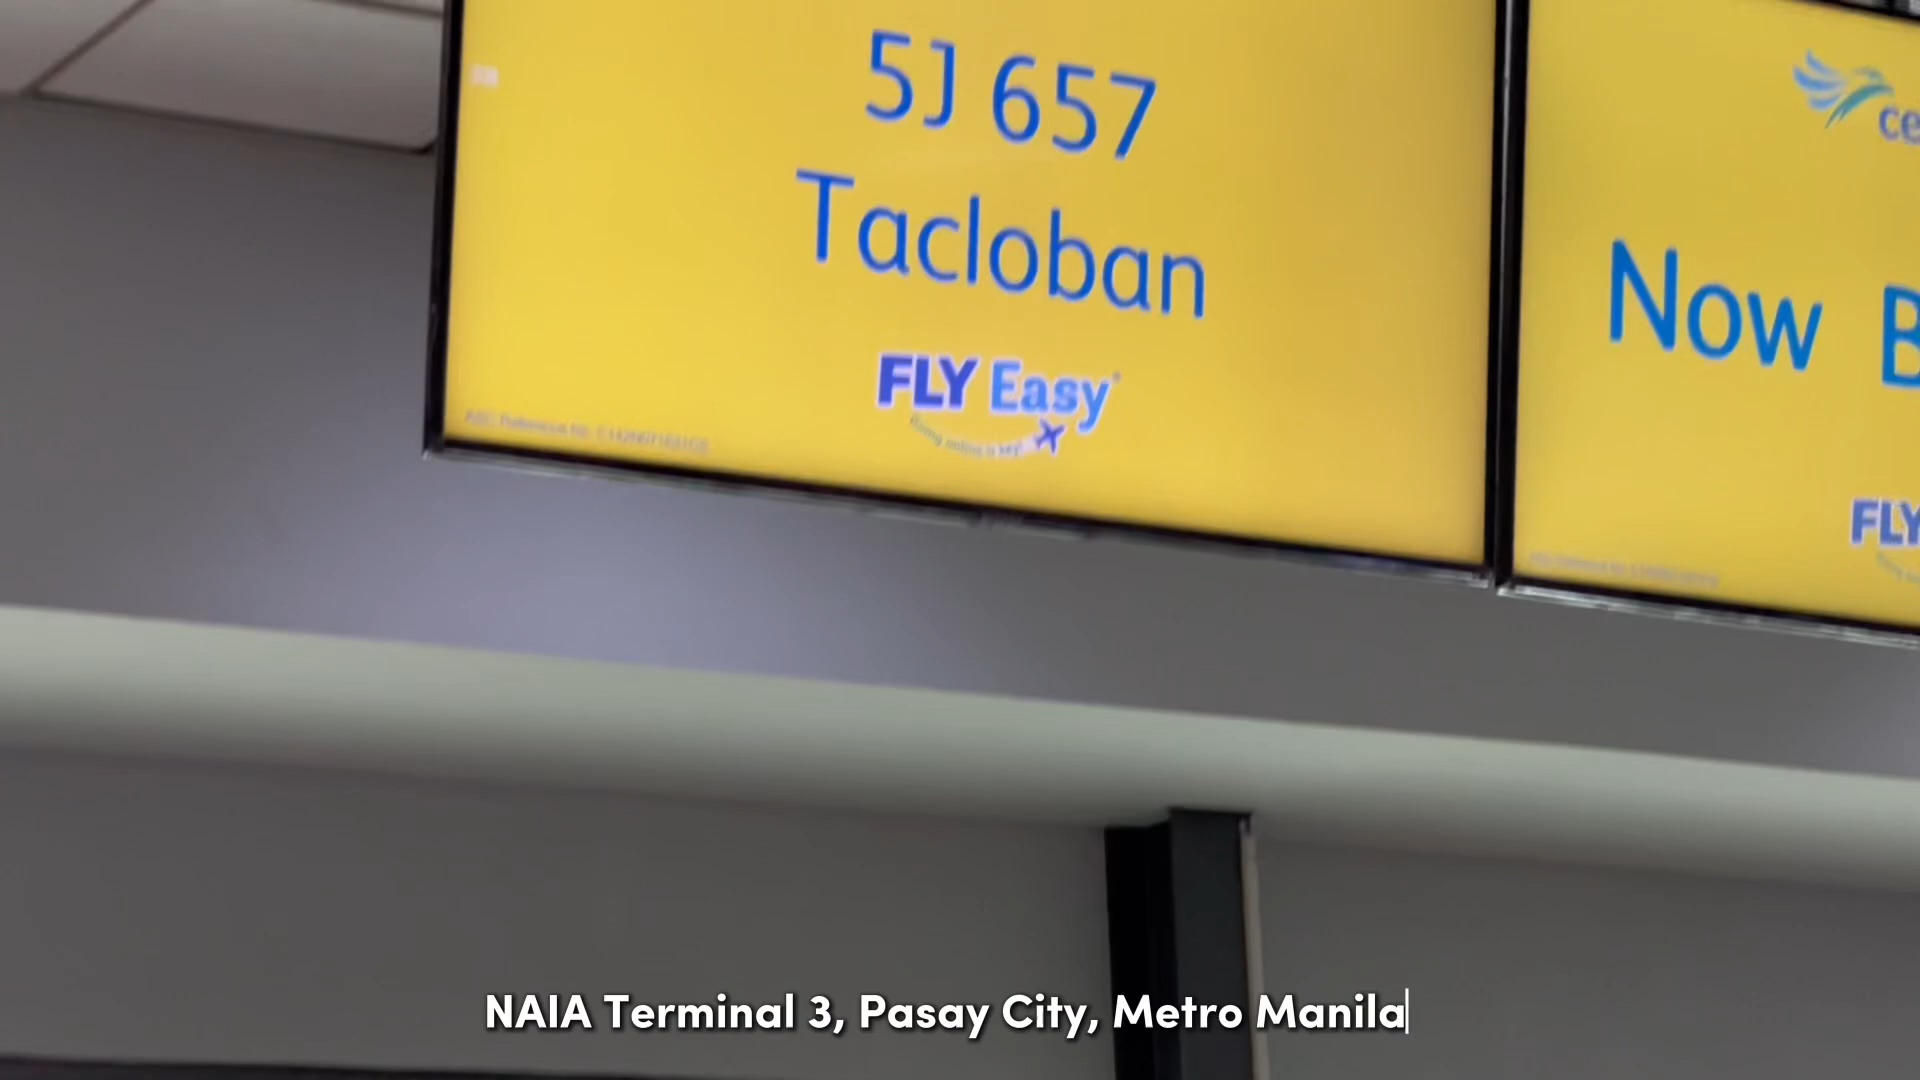 5J 657
Tacloban
FLY Easy
ce
Now B
FLY
NAIA Terminal 3, Pasay City, Metro Manila